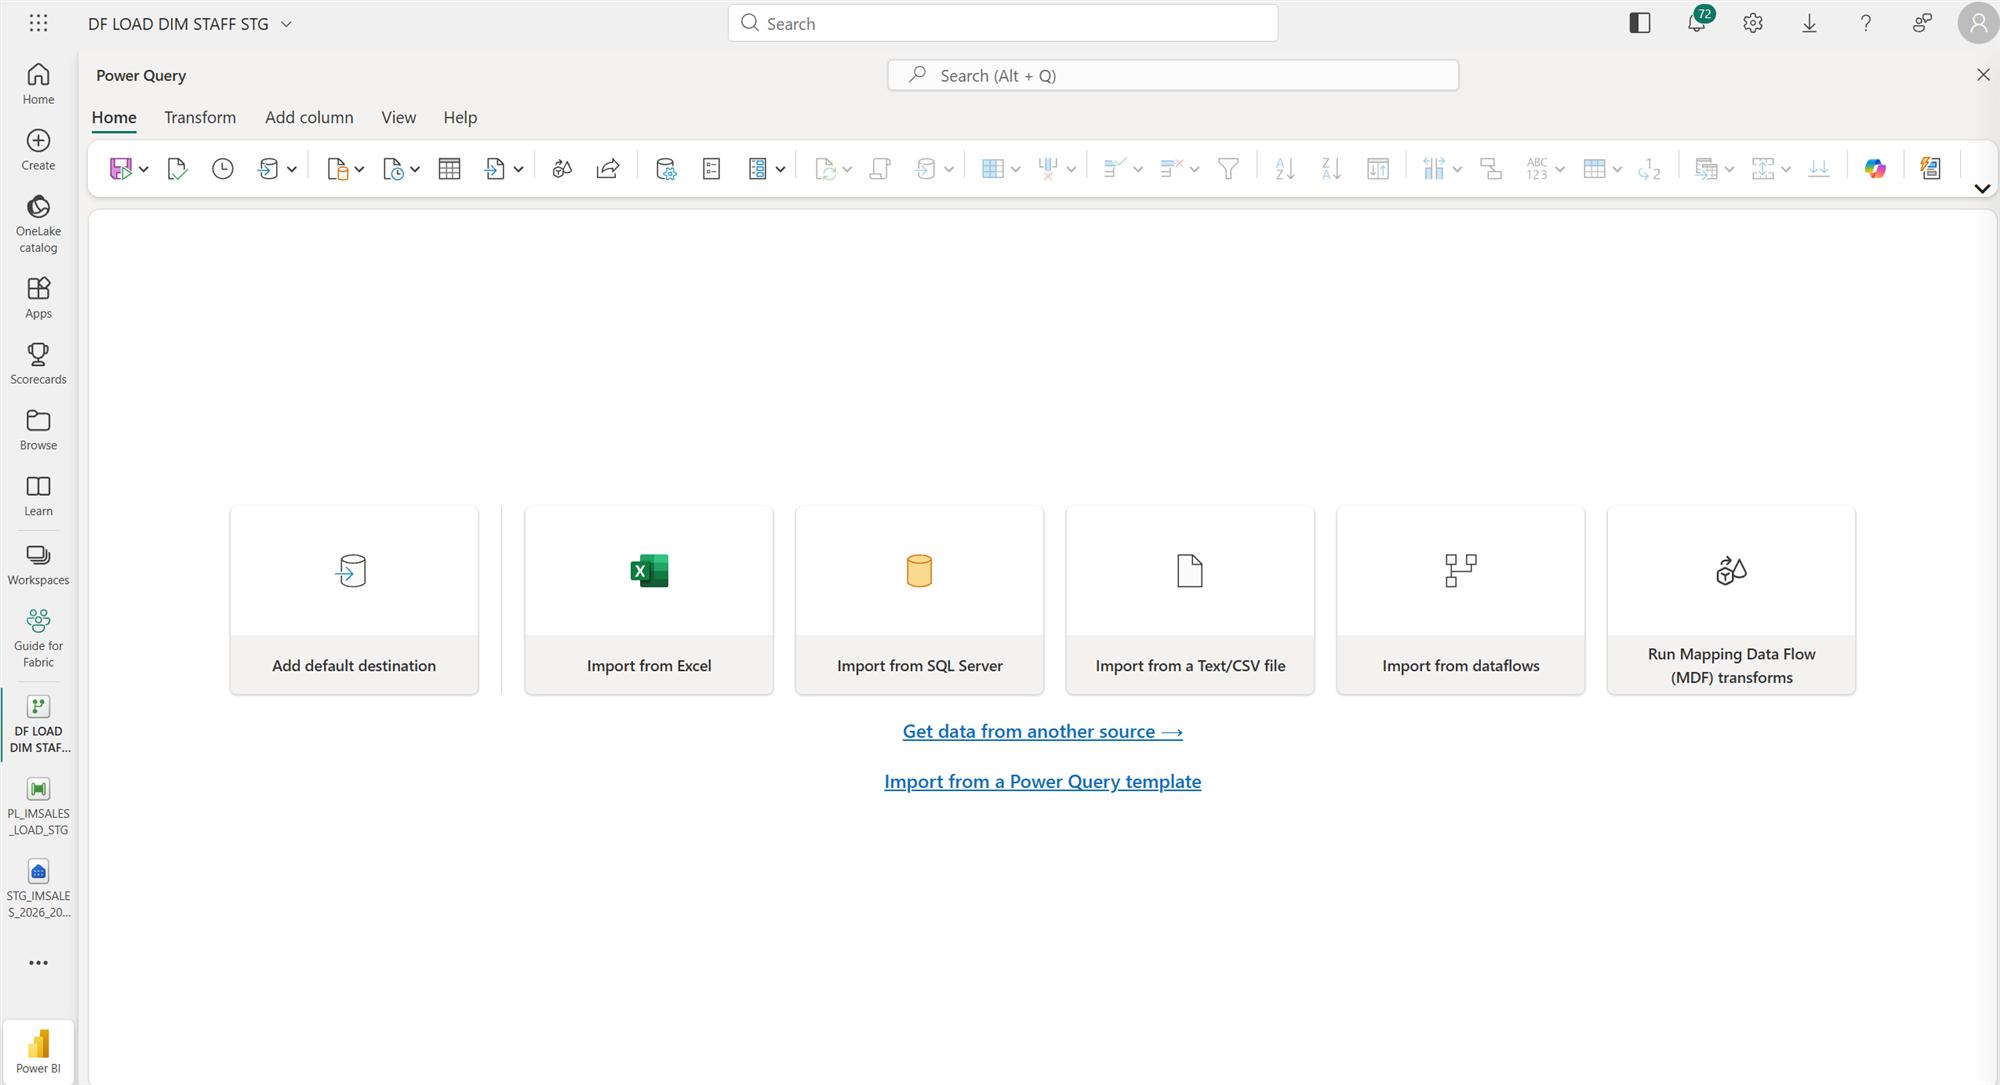 DF LOAD DIM STAFF STG
Search
72
Power Query
Search (Alt + Q)
Home
Transform
Add column
View
Help
A
Z
Z
A
ABC
123
1
2
Home
Create
OneLake
catalog
Apps
Scorecards
Browse
Learn
Workspaces
Guide for
Fabric
DF LOAD
DIM STAF...
PL_IMSALES
_LOAD_STG
STG_IMSALE
S_2026_20...
Power BI
Add default destination
X
Import from Excel
Import from SQL Server
Import from a Text/CSV file
Import from dataflows
Run Mapping Data Flow
(MDF) transforms
Get data from another source →
Import from a Power Query template